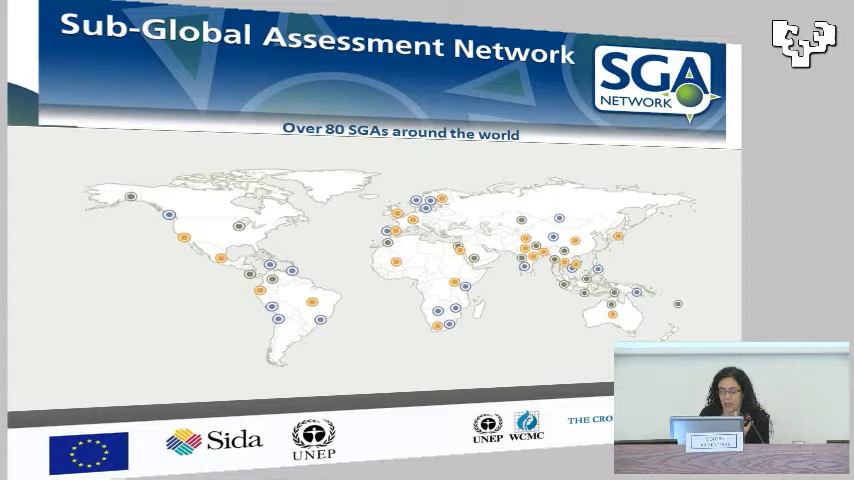 Sub-Global Assessment Network
SGA
NETWORK
Over 80 SGAs around the world
Sida
UNEP
UNEP
WCMC
THE CRO